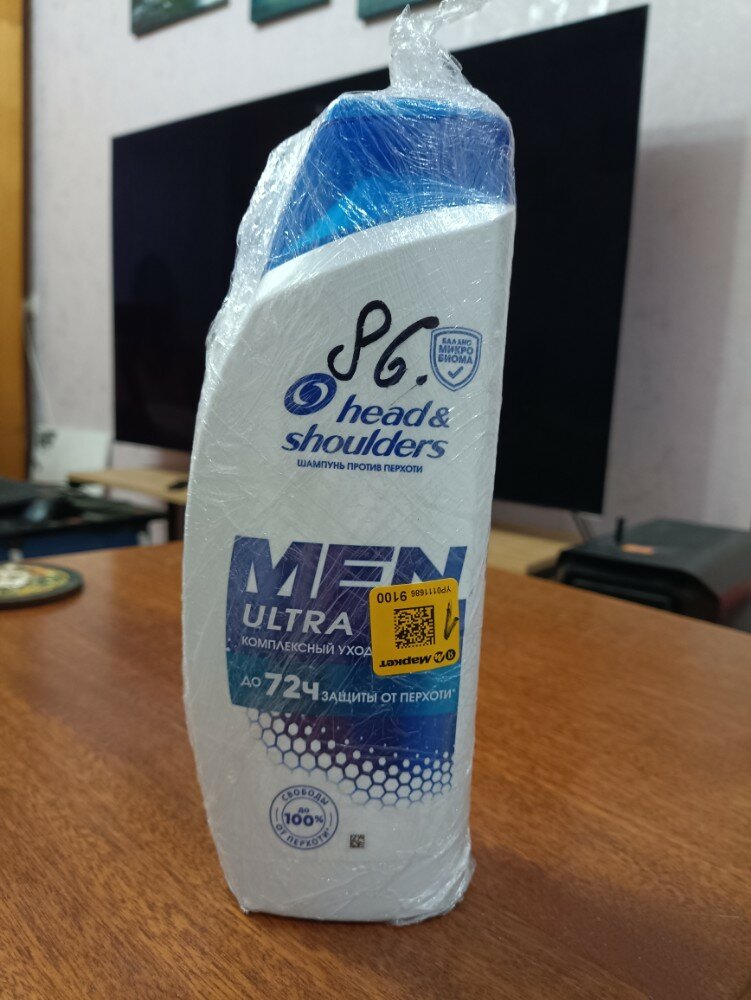 86.
БАЛАНС
МИКРО
БИОМА
head &
shoulders
ШАМПУНЬ ПРОТИВ ПЕРХОТИ
MEN
ULTRA
КОМПЛЕКСНЫЙ УХОД
ДО 72Ч ЗАЩИТЫ ОТ ПЕРХОТИ*
YP0111686
9100
Я Маркет
СВОБОДЫ
ДО
100%
ОТ ПЕРХОТИ*